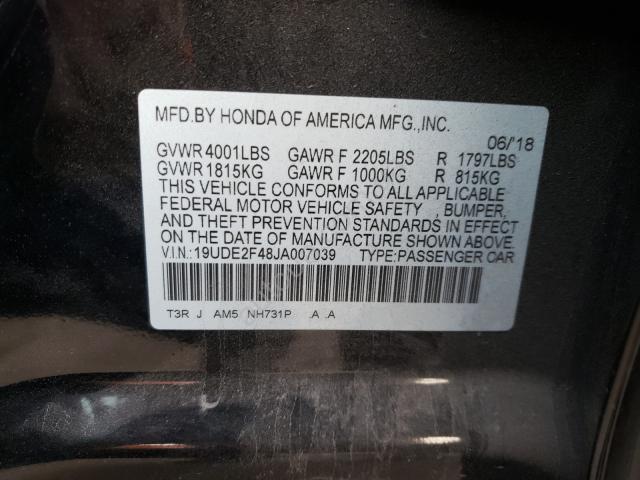 MFD.BY HONDA OF AMERICA MFG.,INC.
06/'18
GVWR 4001LBS GAWR F 2205LBS R 1797LBS
GVWR 1815KG GAWR F 1000KG R 815KG
THIS VEHICLE CONFORMS TO ALL APPLICABLE
FEDERAL MOTOR VEHICLE SAFETY , BUMPER,
AND THEFT PREVENTION STANDARDS IN EFFECT
ON THE DATE OF MANUFACTURE SHOWN ABOVE.
V.I.N.:19UDE2F48JA007039 TYPE:PASSENGER CAR
T3R J AM5 NH731P .A .A